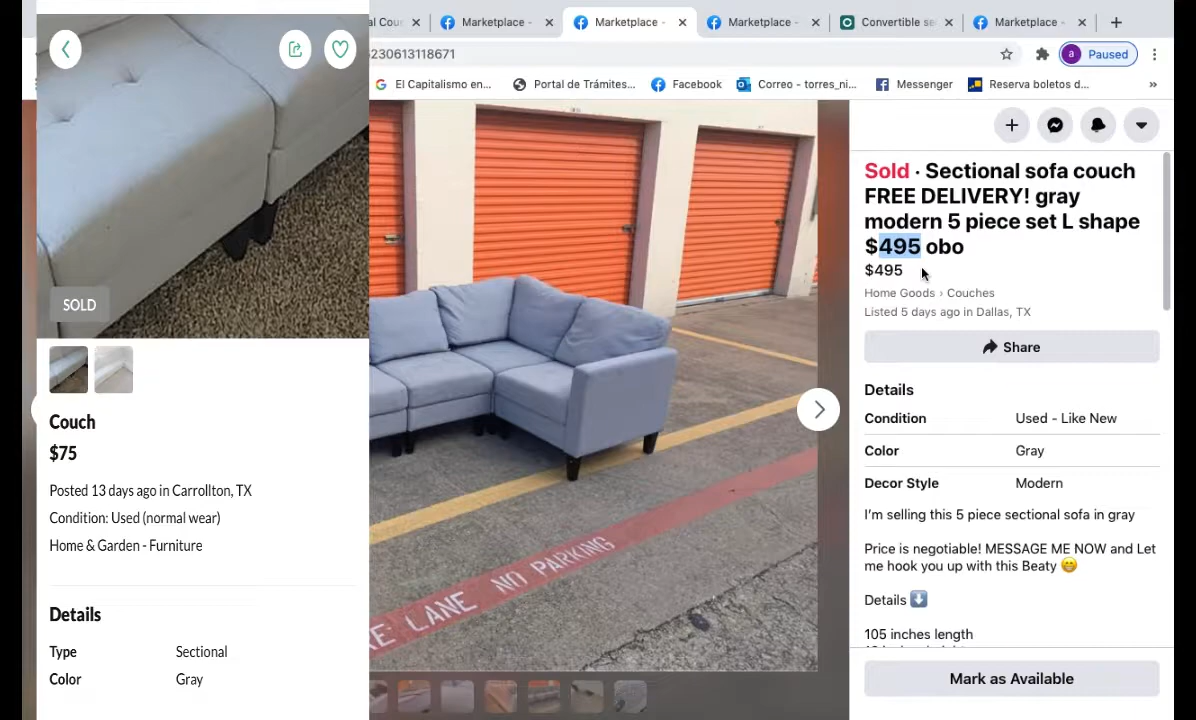 al Cou
Marketplace -
Marketplace -
Marketplace -
Convertible se
Marketplace -
230613118671
a Paused
El Capitalismo en...
Portal de Trámites...
Facebook
Correo - torres_ni...
Messenger
Reserva boletos d...
»
SOLD
Couch
$75
Posted 13 days ago in Carrollton, TX
Condition: Used (normal wear)
Home & Garden - Furniture
Details
Type Sectional
Color Gray
LANE NO PARKING
Sold · Sectional sofa couch
FREE DELIVERY! gray
modern 5 piece set L shape
$495 obo
$495
Home Goods › Couches
Listed 5 days ago in Dallas, TX
Share
Details
Condition Used - Like New
Color Gray
Decor Style Modern
I'm selling this 5 piece sectional sofa in gray
Price is negotiable! MESSAGE ME NOW and Let
me hook you up with this Beaty 😁
Details ⬇️
105 inches length
Mark as Available